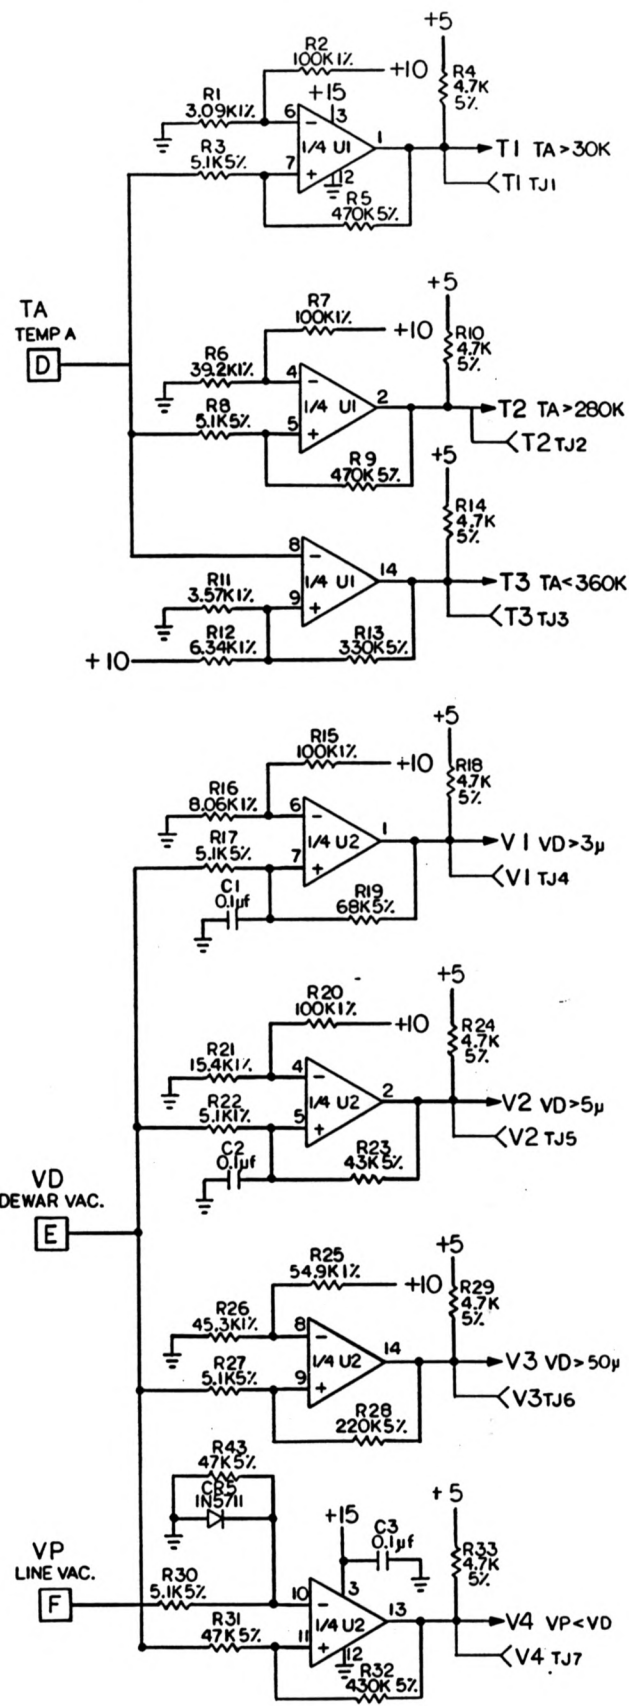 +5
R2
100K1%
+10
R4
4.7K
5%
R1
3.09K1%
+15
6
3
-
1
1/4 U1
T1 TA>30K
R3
5.1K5%
7
+
12
T1 TJ1
R5
470K5%
TA
TEMP A
D
+5
R7
100K1%
+10
R10
4.7K
5%
R6
39.2K1%
4
-
2
1/4 U1
T2 TA>280K
R8
5.1K5%
5
+
T2 TJ2
R9
470K5%
+5
R14
4.7K
5%
8
-
14
1/4 U1
T3 TA<360K
R11
3.57K1%
9
+
T3 TJ3
R12
6.34K1%
R13
330K5%
+10
+5
R15
100K1%
+10
R18
4.7K
5%
R16
8.06K1%
6
-
1
1/4 U2
V1 VD>3µ
R17
5.1K5%
7
+
V1 TJ4
C1
0.1µf
R19
68K5%
+5
R20
100K1%
+10
R24
4.7K
5%
R21
15.4K1%
4
-
2
1/4 U2
V2 VD>5µ
R22
5.1K1%
5
+
V2 TJ5
C2
0.1µf
R23
43K5%
VD
DEWAR VAC.
E
+5
R25
54.9K1%
+10
R29
4.7K
5%
R26
45.3K1%
8
-
14
1/4 U2
V3 VD>50µ
R27
5.1K5%
9
+
V3 TJ6
R28
220K5%
R43
47K5%
CR5
1N5711
+15
C3
0.1µf
+5
R33
4.7K
5%
VP
LINE VAC.
F
R30
5.1K5%
10
-
3
13
1/4 U2
V4 VP<VD
R31
47K5%
11
+
12
V4 TJ7
R32
430K5%